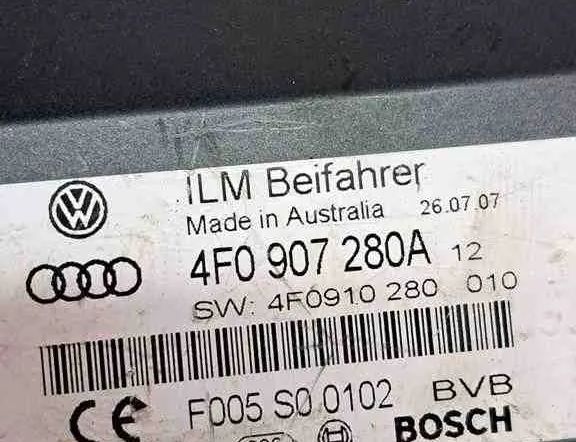 ILM Beifahrer
Made in Australia 26.07.07
4F0 907 280A 12
SW: 4F0910 280 010
F005 S0 0102 BVB
CE
BOSCH